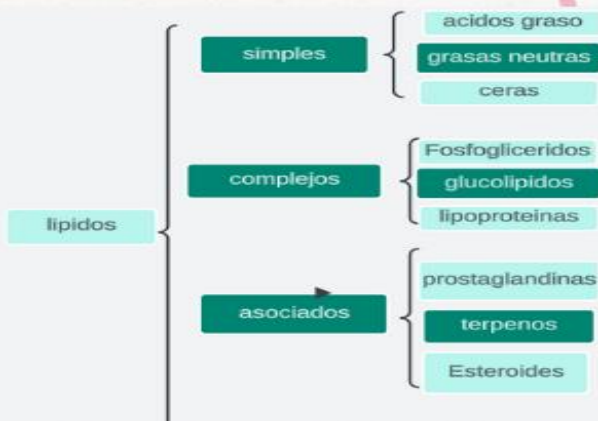 acidos graso
simples
grasas neutras
ceras
Fosfogliceridos
complejos
glucolipidos
lipoproteinas
lipidos
prostaglandinas
asociados
terpenos
Esteroides